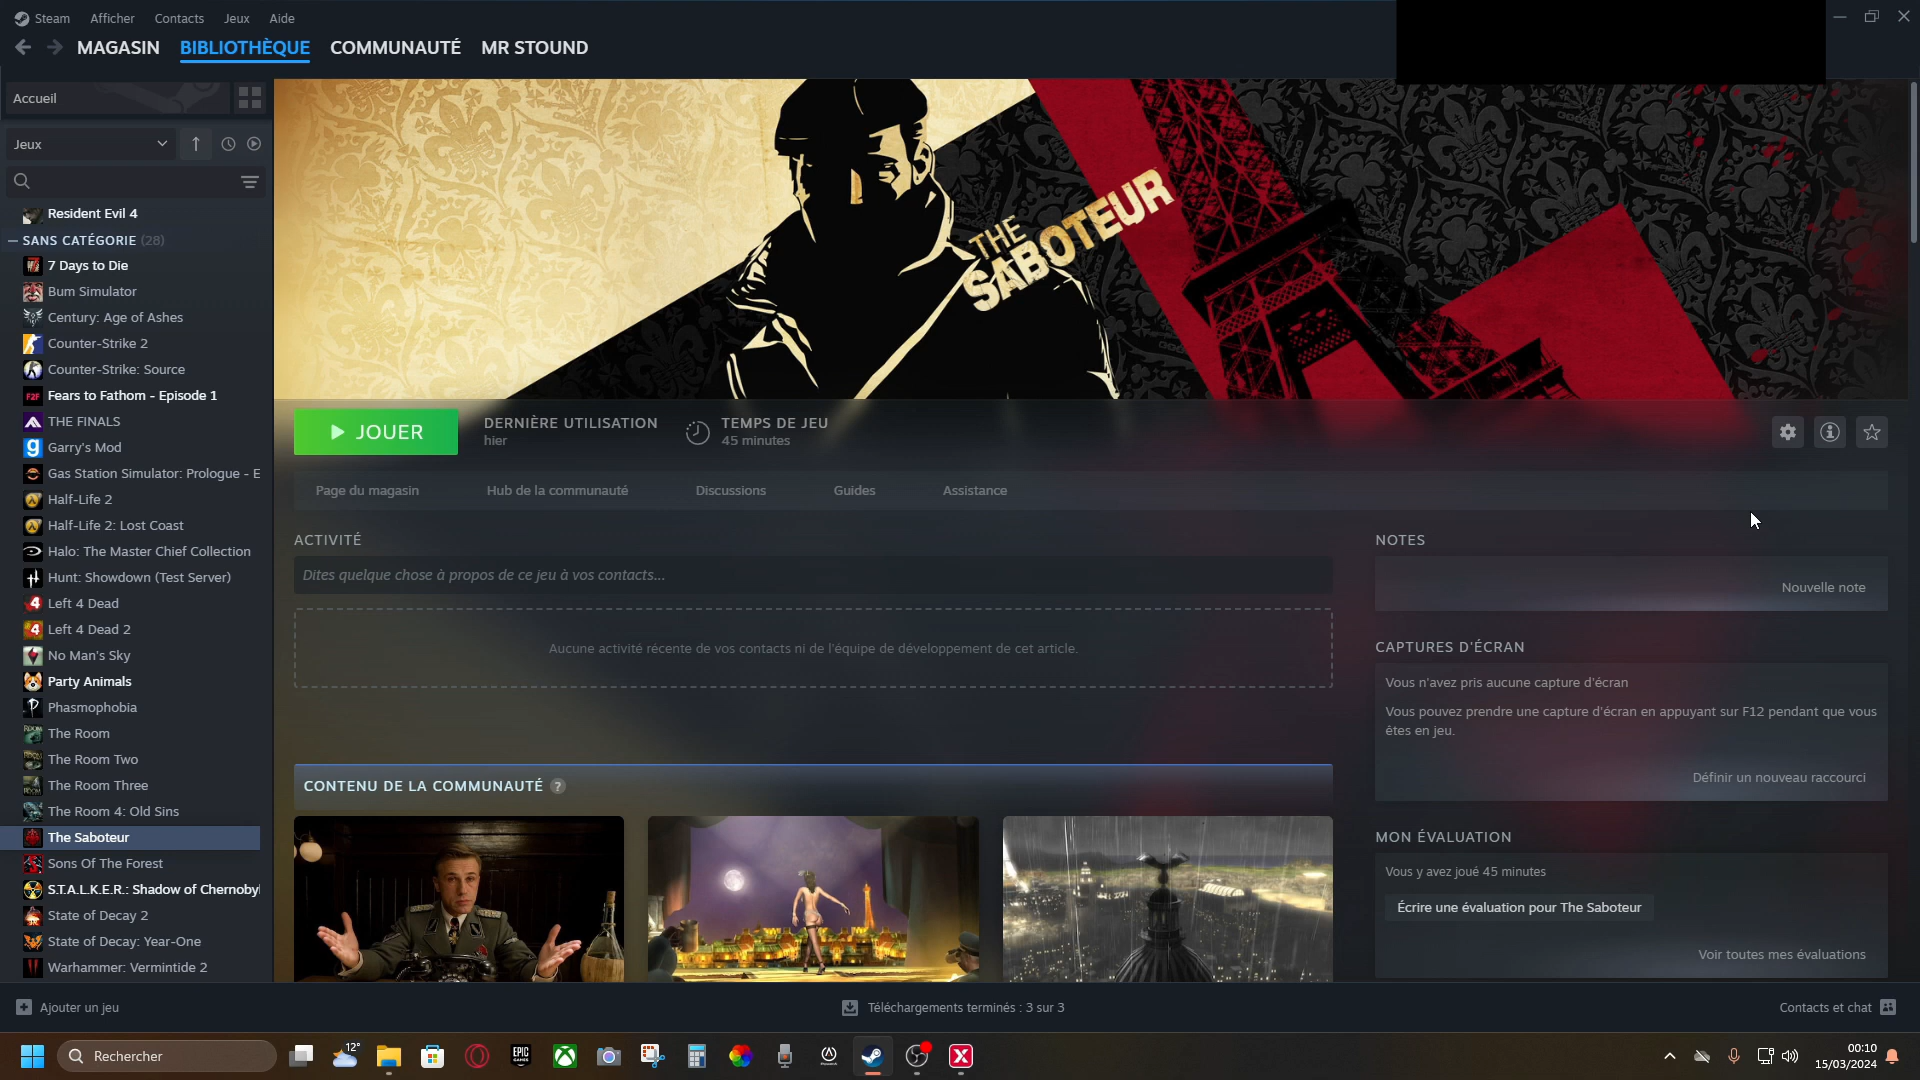 Steam Afficher Contacts Jeux Aide
MAGASIN BIBLIOTHÈQUE COMMUNAUTÉ MR STOUND
Accueil
Jeux
Resident Evil 4
SANS CATÉGORIE (28)
7 Days to Die
Bum Simulator
Century: Age of Ashes
Counter-Strike 2
Counter-Strike: Source
Fears to Fathom - Episode 1
THE FINALS
Garry's Mod
Gas Station Simulator: Prologue - E
Half-Life 2
Half-Life 2: Lost Coast
Halo: The Master Chief Collection
Hunt: Showdown (Test Server)
Left 4 Dead
Left 4 Dead 2
No Man's Sky
Party Animals
Phasmophobia
The Room
The Room Two
The Room Three
The Room 4: Old Sins
The Saboteur
Sons Of The Forest
S.T.A.L.K.E.R.: Shadow of Chernobyl
State of Decay 2
State of Decay: Year-One
Warhammer: Vermintide 2
THE
SABOTEUR
JOUER
DERNIÈRE UTILISATION
hier
TEMPS DE JEU
45 minutes
Page du magasin Hub de la communauté Discussions Guides Assistance
ACTIVITÉ
Dites quelque chose à propos de ce jeu à vos contacts...
Aucune activité récente de vos contacts ni de l'équipe de développement de cet article.
CONTENU DE LA COMMUNAUTÉ ?
NOTES
Nouvelle note
CAPTURES D'ÉCRAN
Vous n'avez pris aucune capture d'écran
Vous pouvez prendre une capture d'écran en appuyant sur F12 pendant que vous
êtes en jeu.
Définir un nouveau raccourci
MON ÉVALUATION
Vous y avez joué 45 minutes
Écrire une évaluation pour The Saboteur
Voir toutes mes évaluations
Ajouter un jeu
Téléchargements terminés : 3 sur 3
Contacts et chat
Rechercher
12°
EPIC
GAMES
00:10
15/03/2024